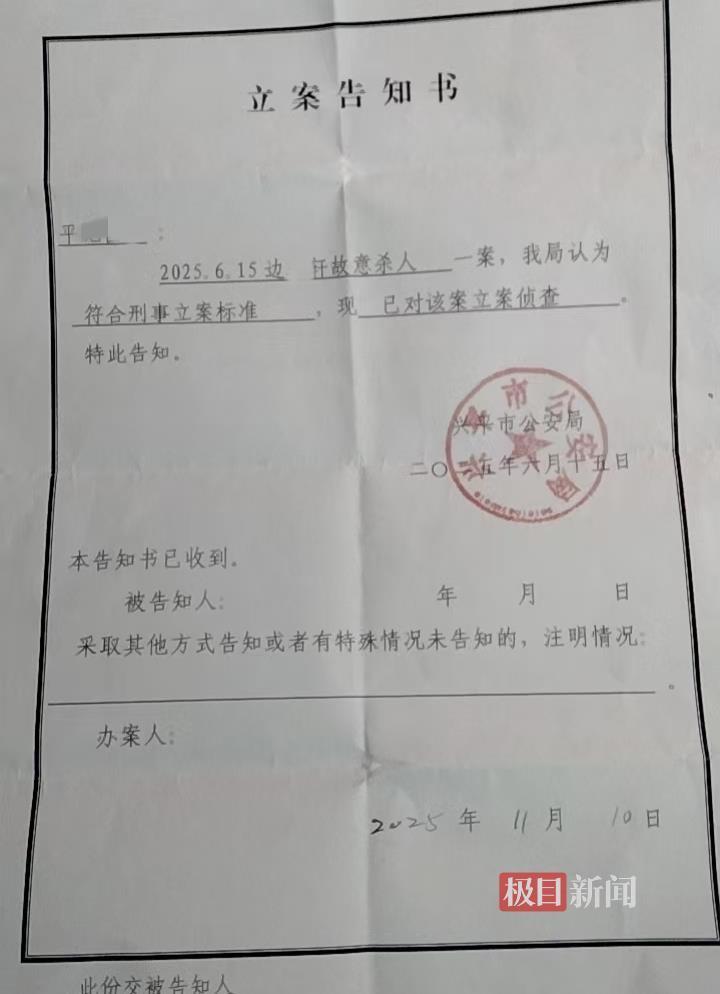 立案告知书
平 :
2025.6.15边 故意杀人 一案，我局认为
符合刑事立案标准 ，现 已对该案立案侦查 。
特此告知。
兴平市公安局
二〇二五年六月十五日
本告知书已收到。
被告知人: 年 月 日
采取其他方式告知或者有特殊情况未告知的，注明情况:
。
办案人:
2025 年 11 月 10 日
极目新闻
此份交被告知人